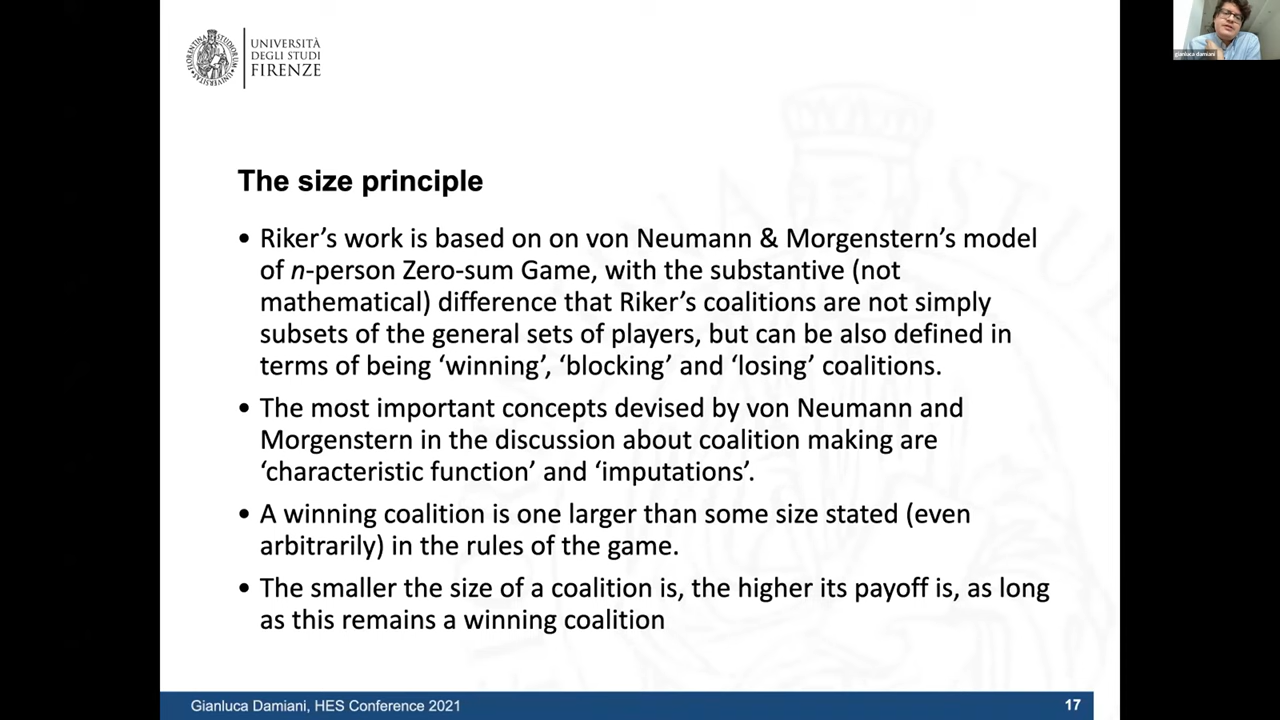 UNIVERSITÀ
DEGLI STUDI
FIRENZE
gianluca damiani
The size principle
• Riker's work is based on on von Neumann & Morgenstern's model
of n-person Zero-sum Game, with the substantive (not
mathematical) difference that Riker's coalitions are not simply
subsets of the general sets of players, but can be also defined in
terms of being ‘winning’, ‘blocking’ and ‘losing’ coalitions.
• The most important concepts devised by von Neumann and
Morgenstern in the discussion about coalition making are
‘characteristic function’ and ‘imputations’.
• A winning coalition is one larger than some size stated (even
arbitrarily) in the rules of the game.
• The smaller the size of a coalition is, the higher its payoff is, as long
as this remains a winning coalition
Gianluca Damiani, HES Conference 2021
17